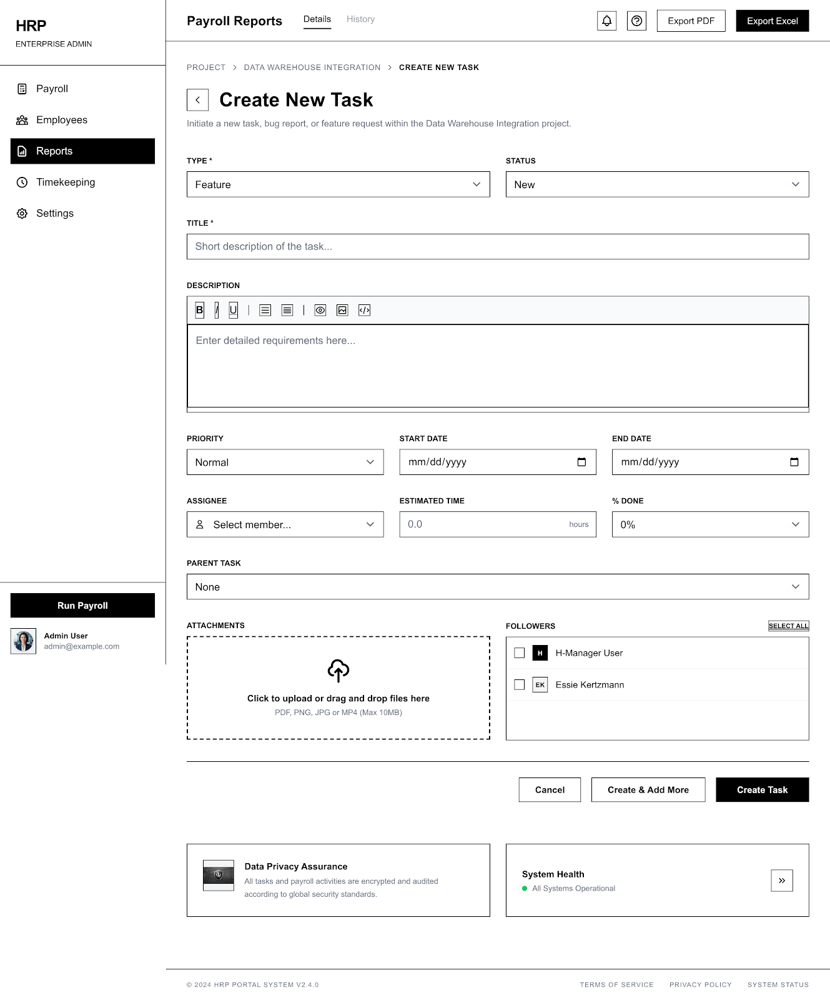 HRP
ENTERPRISE ADMIN
Payroll
Employees
Reports
Timekeeping
Settings
Run Payroll
Admin User
admin@example.com
Payroll Reports
Details
History
Export PDF
Export Excel
PROJECT > DATA WAREHOUSE INTEGRATION > CREATE NEW TASK
Create New Task
Initiate a new task, bug report, or feature request within the Data Warehouse Integration project.
TYPE *
STATUS
Feature
New
TITLE *
Short description of the task...
DESCRIPTION
B I U
Enter detailed requirements here...
PRIORITY
START DATE
END DATE
Normal
mm/dd/yyyy
mm/dd/yyyy
ASSIGNEE
ESTIMATED TIME
% DONE
Select member...
0.0
hours
0%
PARENT TASK
None
ATTACHMENTS
Click to upload or drag and drop files here
PDF, PNG, JPG or MP4 (Max 10MB)
FOLLOWERS
SELECT ALL
H H-Manager User
EK Essie Kertzmann
Cancel
Create & Add More
Create Task
Data Privacy Assurance
All tasks and payroll activities are encrypted and audited
according to global security standards.
System Health
All Systems Operational
© 2024 HRP PORTAL SYSTEM V2.4.0
TERMS OF SERVICE
PRIVACY POLICY
SYSTEM STATUS